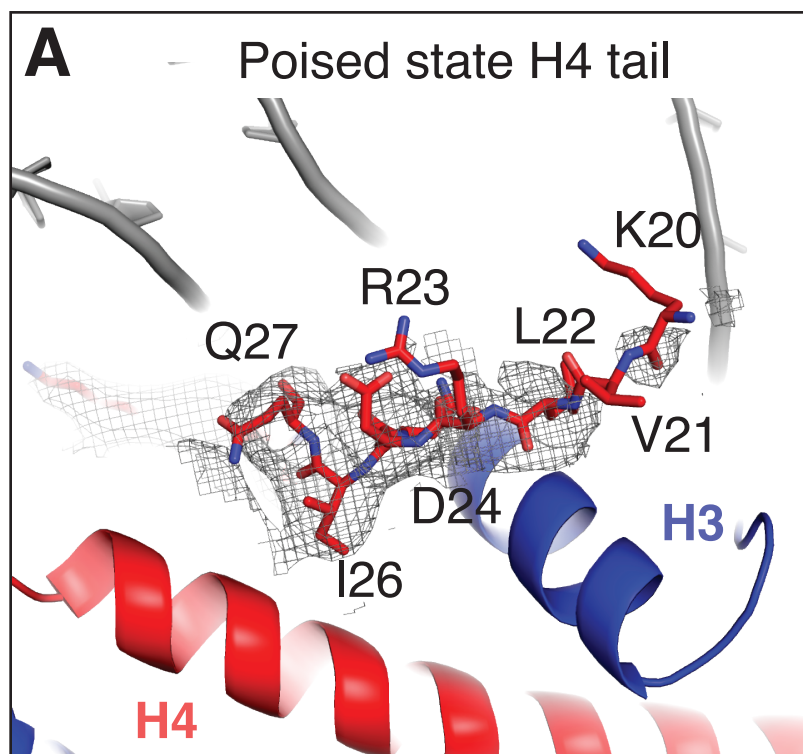 A
Poised state H4 tail
K20
R23
L22
Q27
V21
D24
H3
I26
H4